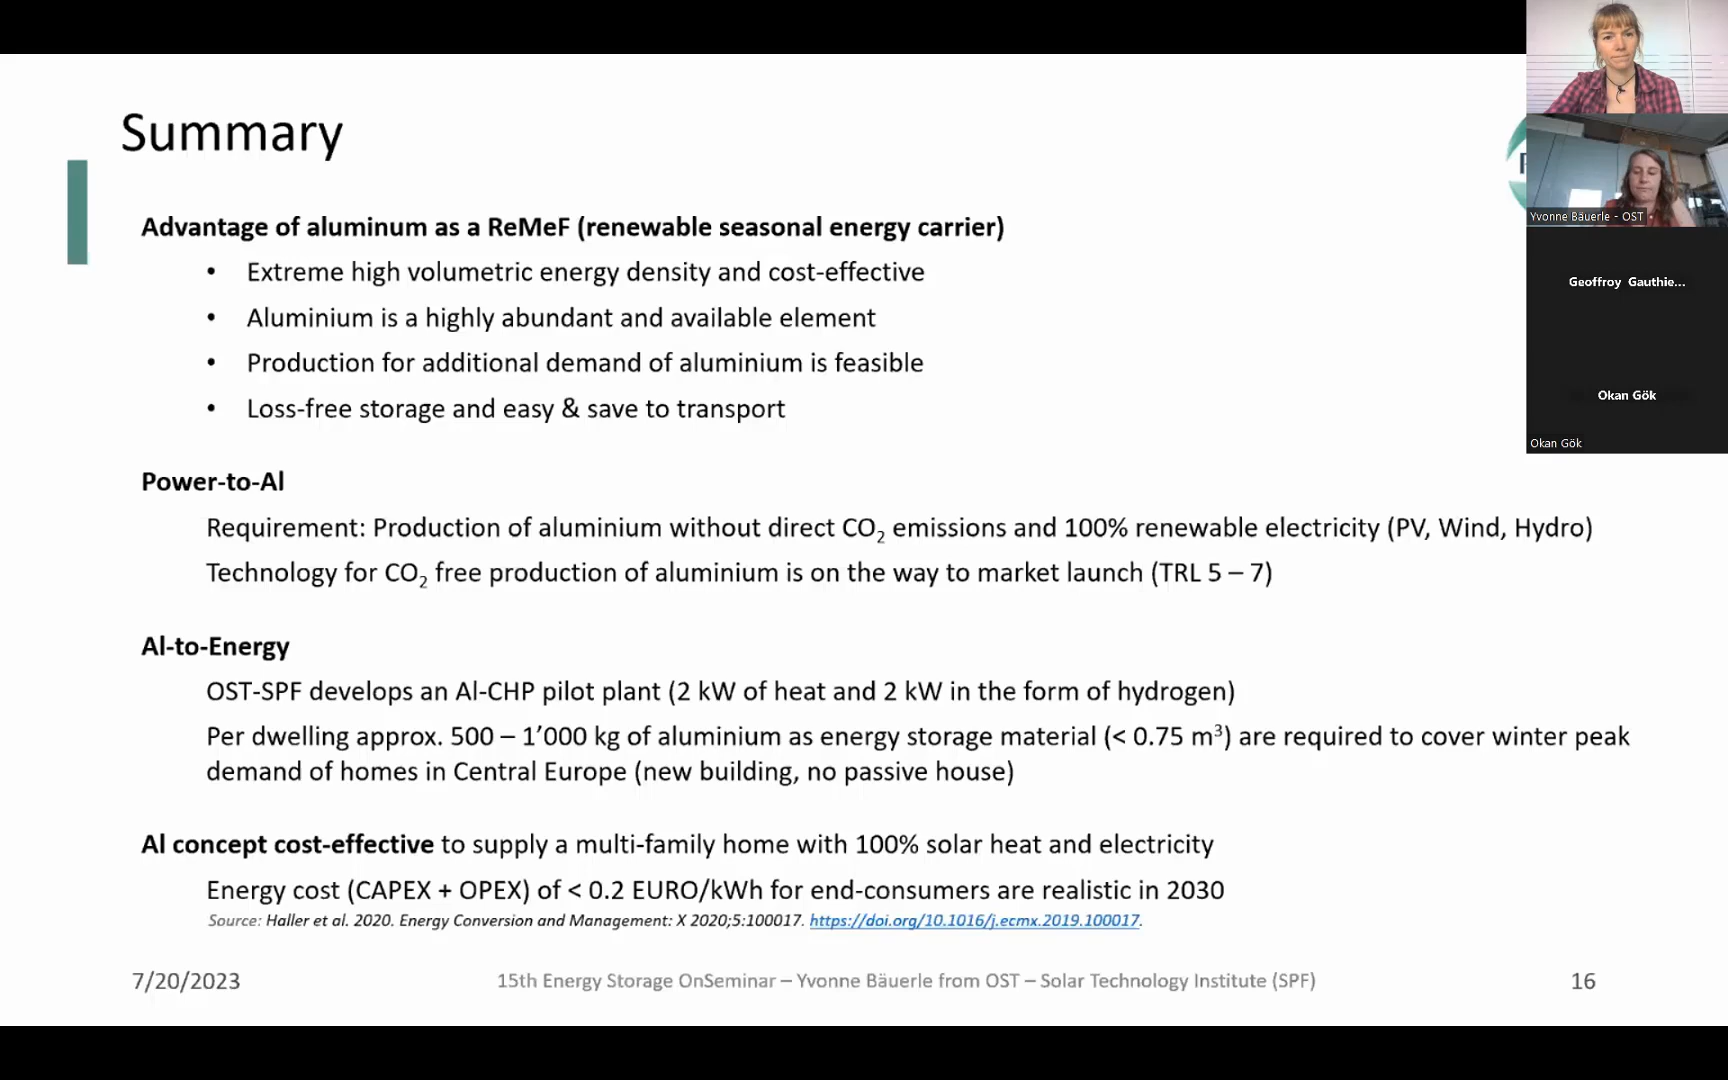 Summary
Advantage of aluminum as a ReMeF (renewable seasonal energy carrier)
• Extreme high volumetric energy density and cost-effective
• Aluminium is a highly abundant and available element
• Production for additional demand of aluminium is feasible
• Loss-free storage and easy & save to transport
Power-to-Al
Requirement: Production of aluminium without direct CO₂ emissions and 100% renewable electricity (PV, Wind, Hydro)
Technology for CO₂ free production of aluminium is on the way to market launch (TRL 5 – 7)
Al-to-Energy
OST-SPF develops an Al-CHP pilot plant (2 kW of heat and 2 kW in the form of hydrogen)
Per dwelling approx. 500 – 1’000 kg of aluminium as energy storage material (< 0.75 m³) are required to cover winter peak
demand of homes in Central Europe (new building, no passive house)
Al concept cost-effective to supply a multi-family home with 100% solar heat and electricity
Energy cost (CAPEX + OPEX) of < 0.2 EURO/kWh for end-consumers are realistic in 2030
Source: Haller et al. 2020. Energy Conversion and Management: X 2020;5:100017. https://doi.org/10.1016/j.ecmx.2019.100017.
7/20/2023
15th Energy Storage OnSeminar – Yvonne Bäuerle from OST – Solar Technology Institute (SPF)
16
Yvonne Bäuerle - OST
Geoffroy Gauthie...
Okan Gök
Okan Gök